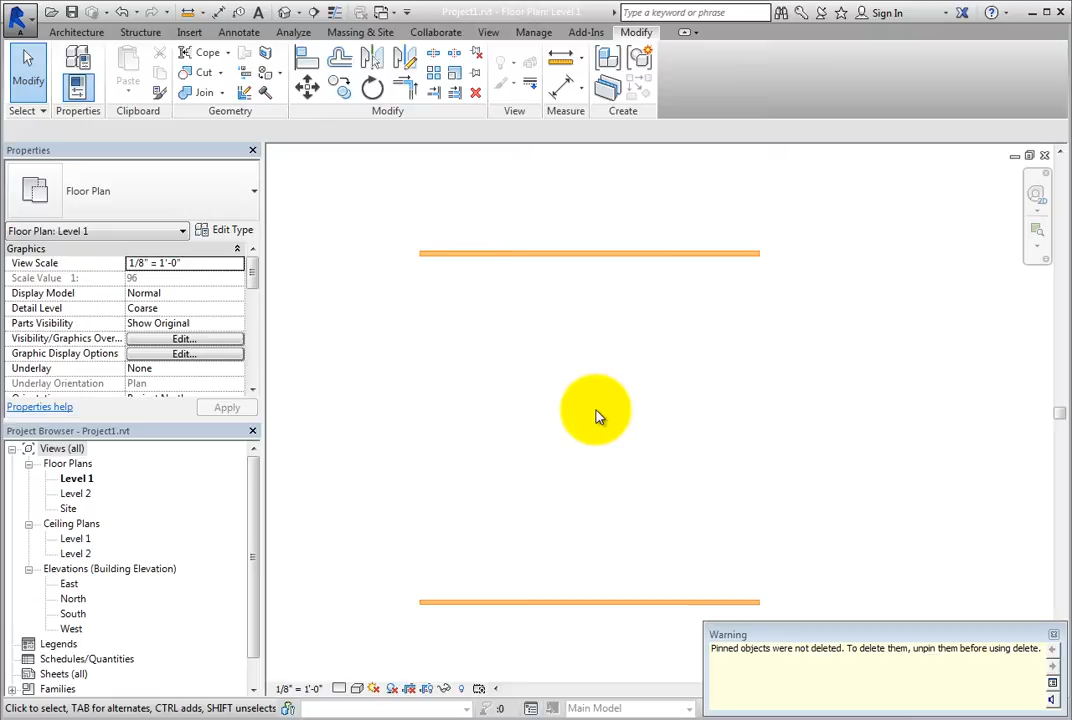 Project1.rvt - Floor Plan: Level 1
Type a keyword or phrase
Sign In
Architecture
Structure
Insert
Annotate
Analyze
Massing & Site
Collaborate
View
Manage
Add-Ins
Modify
Modify
Paste
Cope
Cut
Join
Select
Properties
Clipboard
Geometry
Modify
View
Measure
Create
Properties
Floor Plan
Floor Plan: Level 1
Edit Type
Graphics
View Scale 1/8" = 1'-0"
Scale Value 1: 96
Display Model Normal
Detail Level Coarse
Parts Visibility Show Original
Visibility/Graphics Over... Edit...
Graphic Display Options Edit...
Underlay None
Underlay Orientation Plan
Properties help
Apply
Project Browser - Project1.rvt
Views (all)
Floor Plans
Level 1
Level 2
Site
Ceiling Plans
Level 1
Level 2
Elevations (Building Elevation)
East
North
South
West
Legends
Schedules/Quantities
Sheets (all)
Families
2D
Warning
Pinned objects were not deleted. To delete them, unpin them before using delete.
1/8" = 1'-0"
Click to select, TAB for alternates, CTRL adds, SHIFT unselects
:0
Main Model